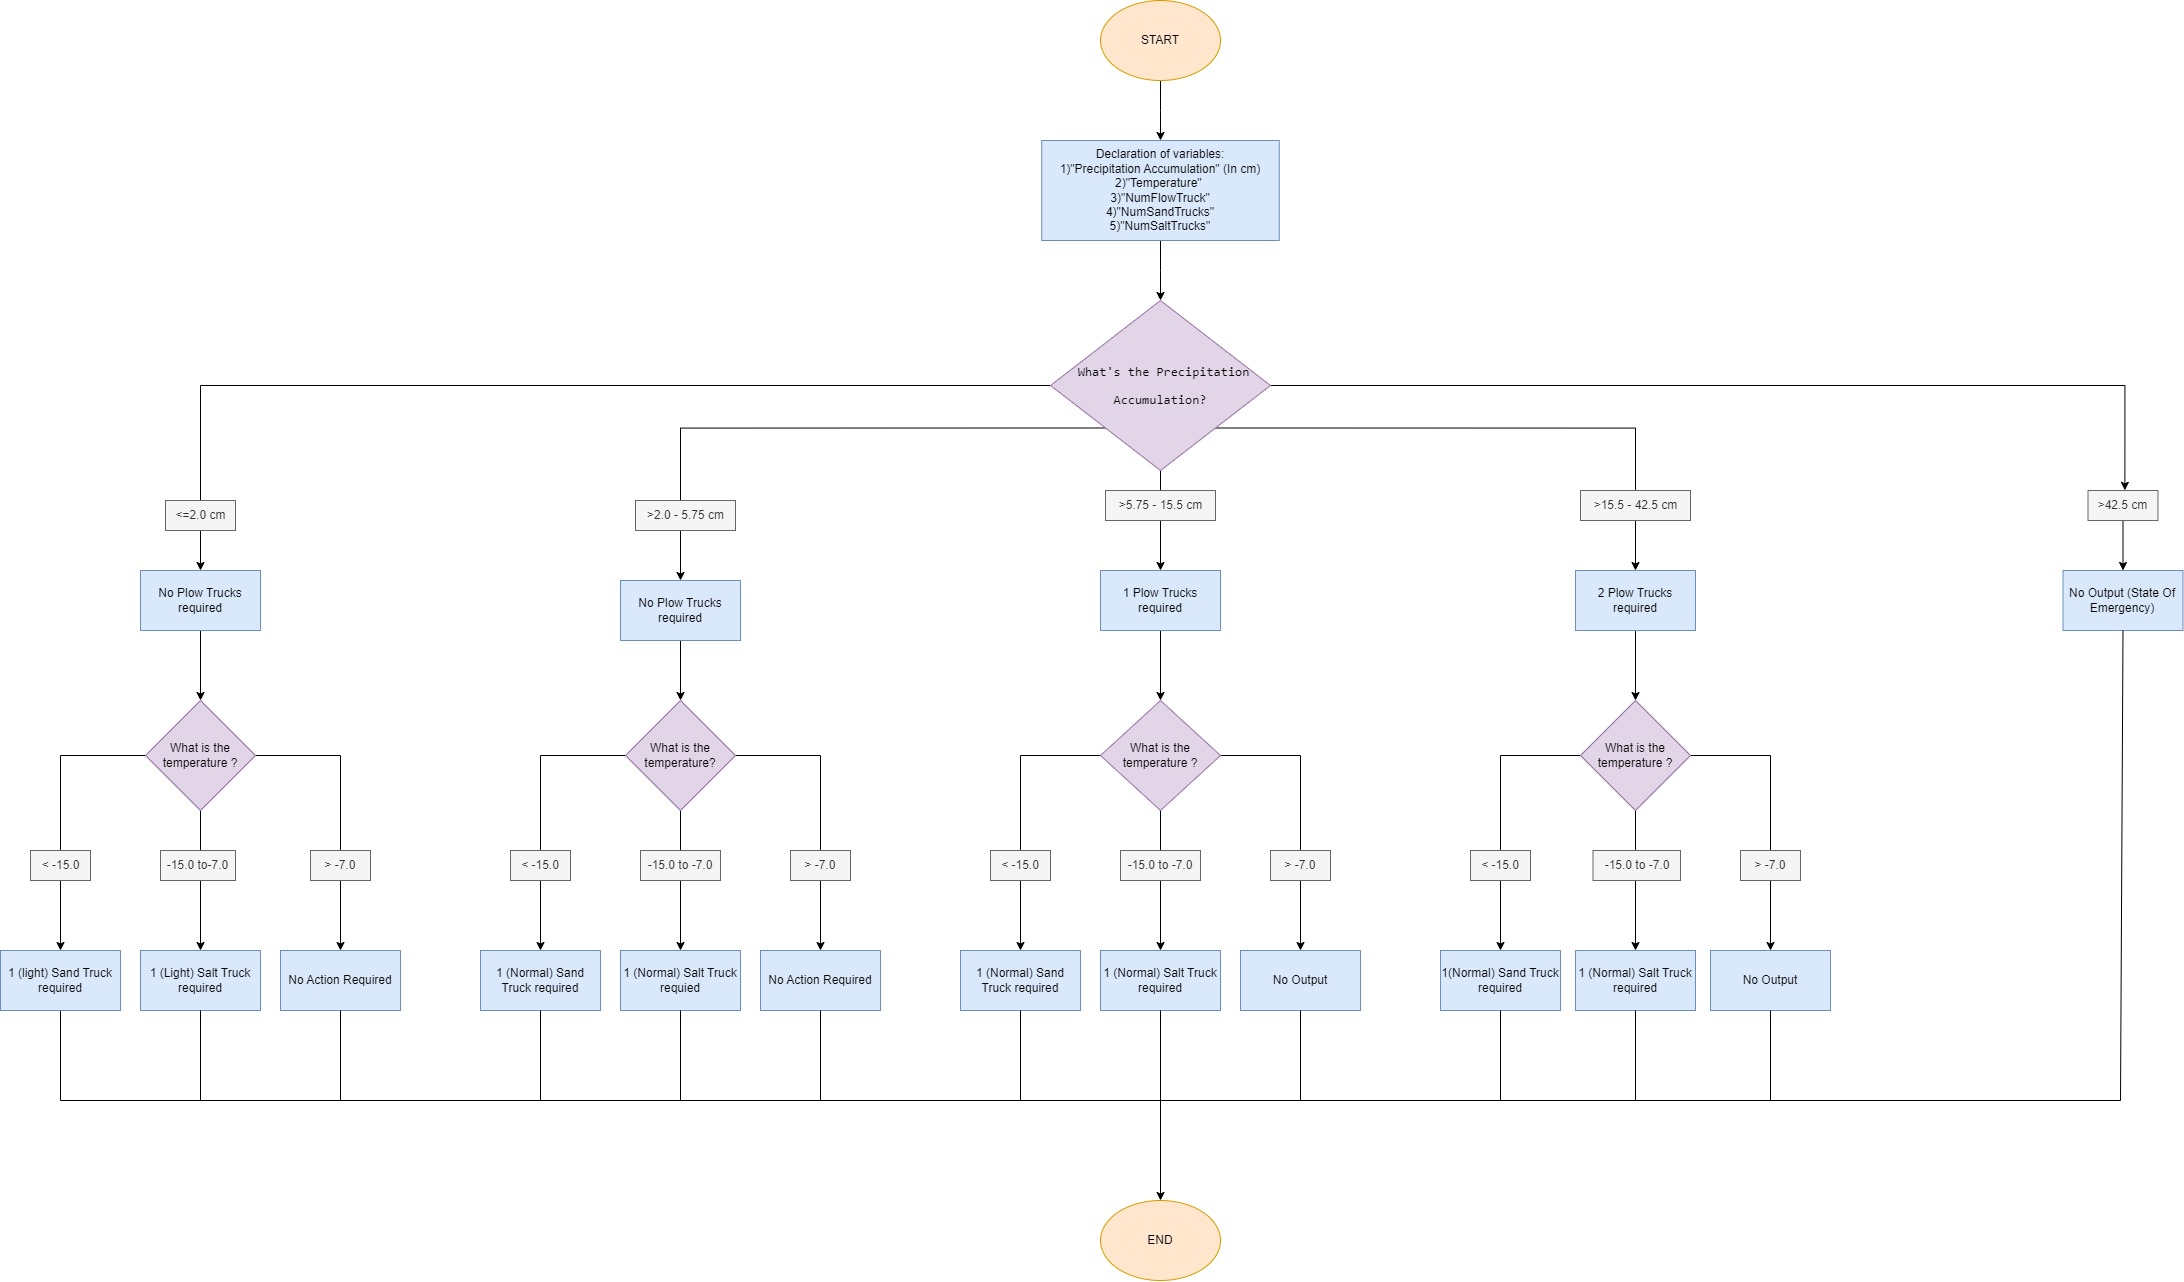 START
Declaration of variables:
1)"Precipitation Accumulation" (In cm)
2)"Temperature"
3)"NumFlowTruck"
4)"NumSandTrucks"
5)"NumSaltTrucks"
What's the Precipitation
Accumulation?
<=2.0 cm
>2.0 - 5.75 cm
>5.75 - 15.5 cm
>15.5 - 42.5 cm
>42.5 cm
No Plow Trucks
required
No Plow Trucks
required
1 Plow Trucks
required
2 Plow Trucks
required
No Output (State Of
Emergency)
What is the
temperature ?
What is the
temperature?
What is the
temperature ?
What is the
temperature ?
< -15.0
-15.0 to-7.0
> -7.0
< -15.0
-15.0 to -7.0
> -7.0
< -15.0
-15.0 to -7.0
> -7.0
< -15.0
-15.0 to -7.0
> -7.0
1 (light) Sand Truck
required
1 (Light) Salt Truck
required
No Action Required
1 (Normal) Sand
Truck required
1 (Normal) Salt Truck
requied
No Action Required
1 (Normal) Sand
Truck required
1 (Normal) Salt Truck
required
No Output
1(Normal) Sand Truck
required
1 (Normal) Salt Truck
required
No Output
END